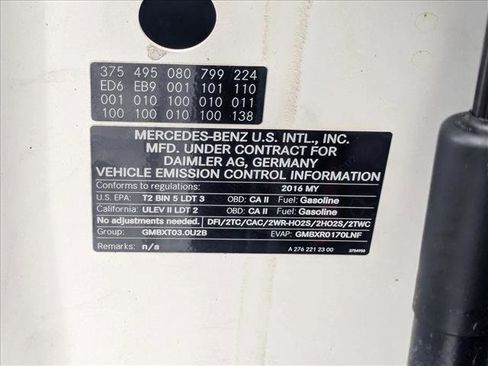 375 495 080 799 224
ED6 EB9 001 101 110
001 010 100 010 011
100 100 010 100 138
MERCEDES-BENZ U.S. INTL., INC.
MFD. UNDER CONTRACT FOR
DAIMLER AG, GERMANY
VEHICLE EMISSION CONTROL INFORMATION
Conforms to regulations: 2016 MY
U.S. EPA: T2 BIN 5 LDT 3 OBD: CA II Fuel: Gasoline
California: ULEV II LDT 2 OBD: CA II Fuel: Gasoline
No adjustments needed. DFI/2TC/CAC/2WR-HO2S/2HO2S/2TWC
Group: GMBXT03.0U2B EVAP: GMBXR0170LNF
Remarks: n/a A 276 221 23 00